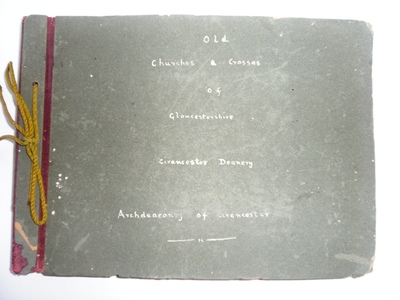 Old
Churches & Crosses
Of
Gloucestershire
Cirencester Deanery
Archdeaconry of Cirencester